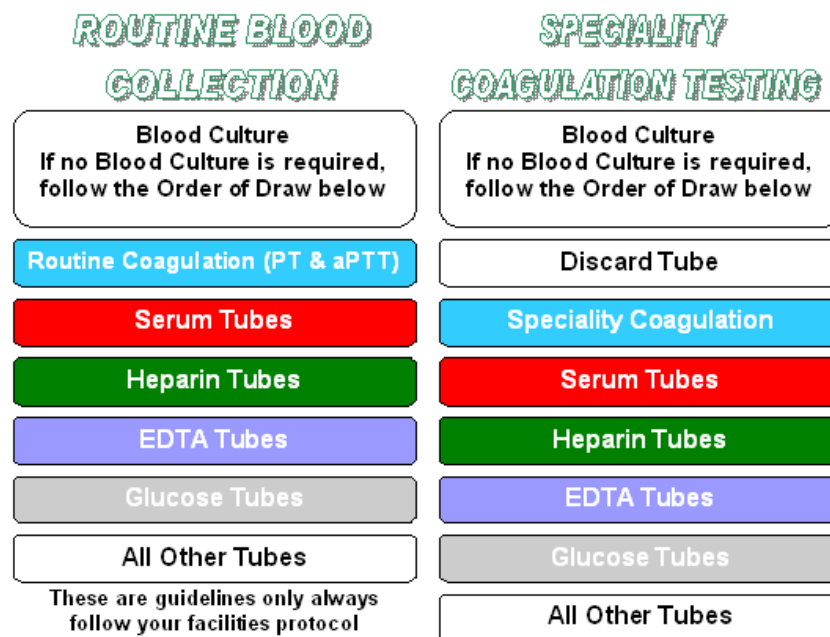 ROUTINE BLOOD
COLLECTION
Blood Culture
If no Blood Culture is required,
follow the Order of Draw below
Routine Coagulation (PT & aPTT)
Serum Tubes
Heparin Tubes
EDTA Tubes
Glucose Tubes
All Other Tubes
These are guidelines only always
follow your facilities protocol
SPECIALITY
COAGULATION TESTING
Blood Culture
If no Blood Culture is required,
follow the Order of Draw below
Discard Tube
Speciality Coagulation
Serum Tubes
Heparin Tubes
EDTA Tubes
Glucose Tubes
All Other Tubes